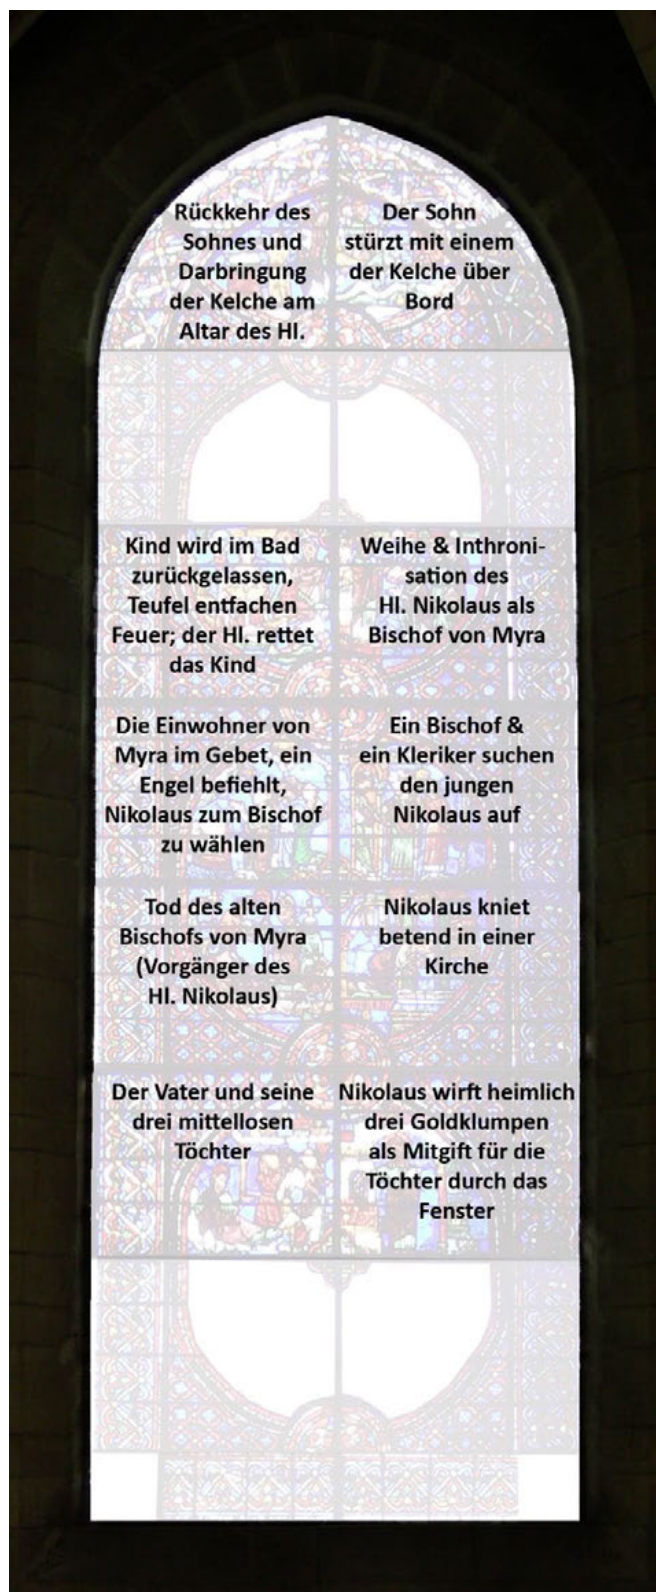 Rückkehr des
Sohnes und
Darbringung
der Kelche am
Altar des Hl.
Der Sohn
stürzt mit einem
der Kelche über
Bord
Kind wird im Bad
zurückgelassen,
Teufel entfachen
Feuer; der Hl. rettet
das Kind
Weihe & Inthroni-
sation des
Hl. Nikolaus als
Bischof von Myra
Die Einwohner von
Myra im Gebet, ein
Engel befiehlt,
Nikolaus zum Bischof
zu wählen
Ein Bischof &
ein Kleriker suchen
den jungen
Nikolaus auf
Tod des alten
Bischofs von Myra
(Vorgänger des
Hl. Nikolaus)
Nikolaus kniet
betend in einer
Kirche
Der Vater und seine
drei mittellosen
Töchter
Nikolaus wirft heimlich
drei Goldklumpen
als Mitgift für die
Töchter durch das
Fenster